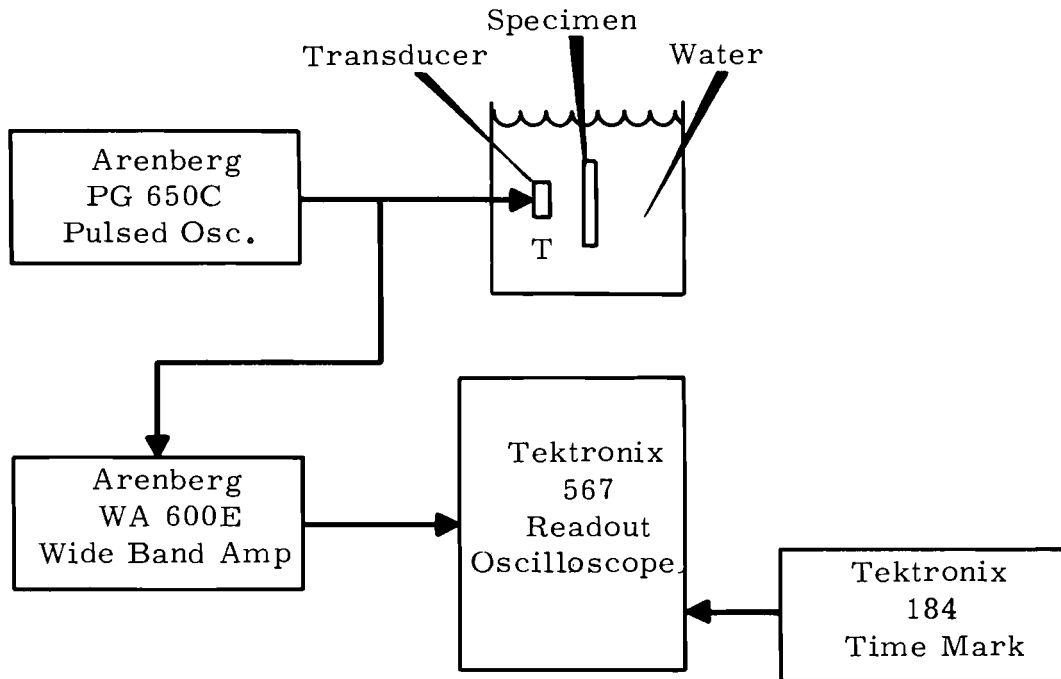 Specimen
Transducer
Water
Arenberg
PG 650C
Pulsed Osc.
T
Arenberg
WA 600E
Wide Band Amp
Tektronix
567
Readout
Oscilloscope.
Tektronix
184
Time Mark